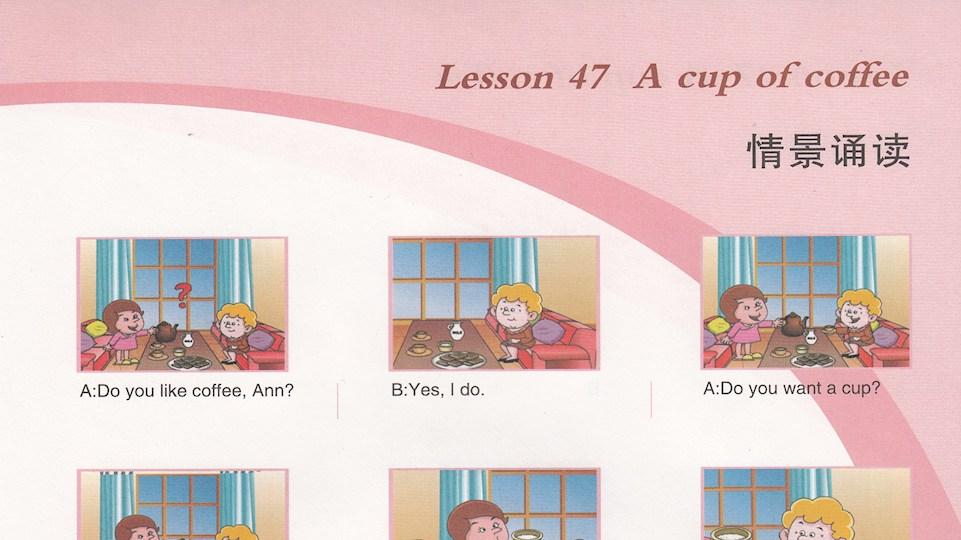 Lesson 47 A cup of coffee
情景诵读
A:Do you like coffee, Ann?
B:Yes, I do.
A:Do you want a cup?